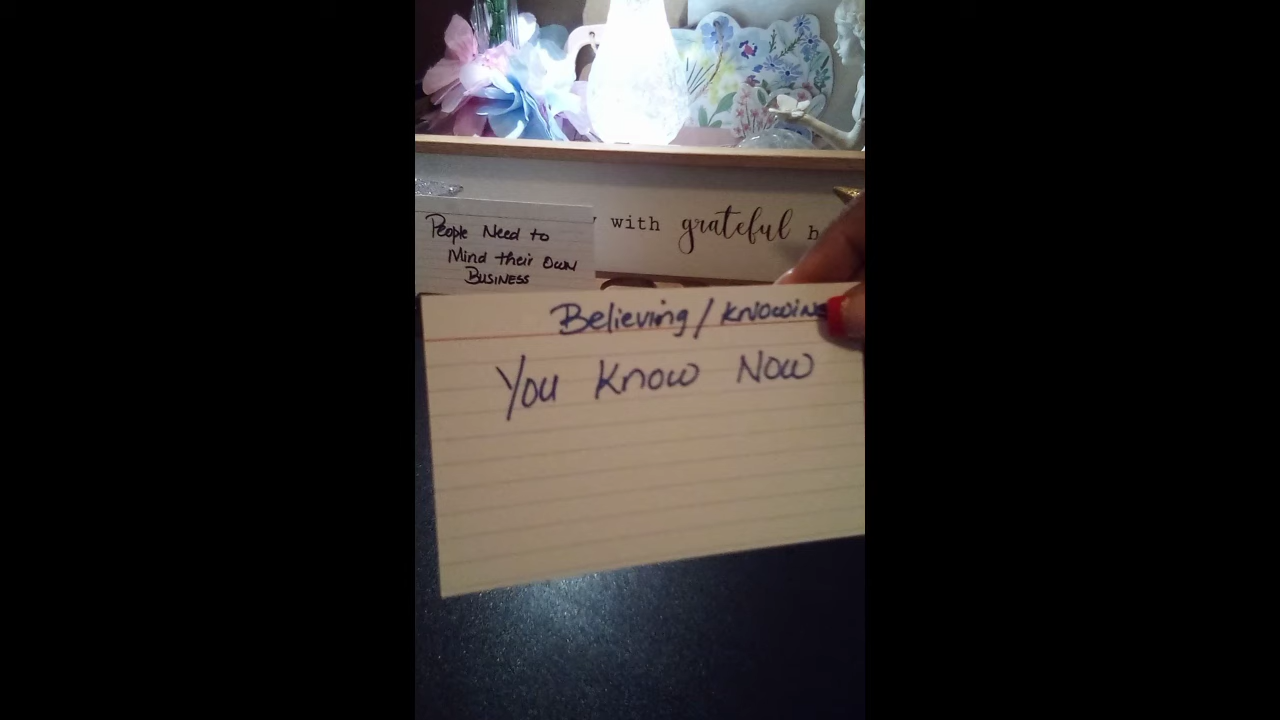 People Need to
Mind their Own
BUSINESS
with grateful
Believing / Knowing
You Know Now